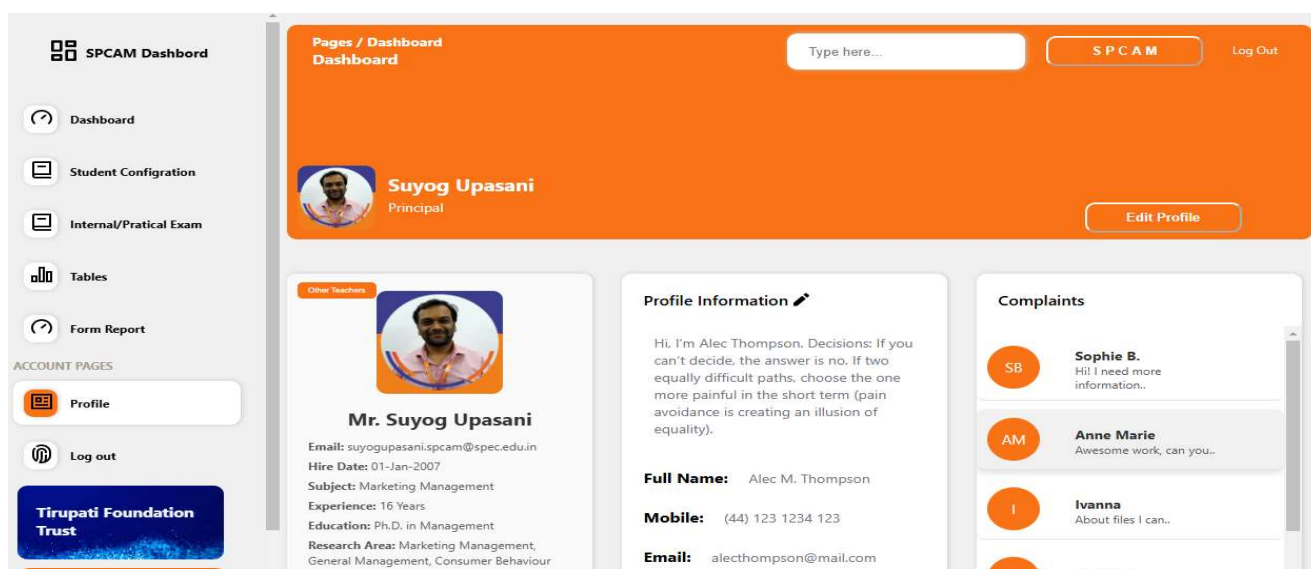 SPCAM Dashbord
Dashboard
Student Configration
Internal/Pratical Exam
Tables
Form Report
ACCOUNT PAGES
Profile
Log out
Tirupati Foundation
Trust
Pages / Dashboard
Dashboard
Type here...
SPCAM
Log Out
Suyog Upasani
Principal
Edit Profile
Other Teachers
Mr. Suyog Upasani
Email: suyogupasani.spcam@spec.edu.in
Hire Date: 01-Jan-2007
Subject: Marketing Management
Experience: 16 Years
Education: Ph.D. in Management
Research Area: Marketing Management,
General Management, Consumer Behaviour
Profile Information
Hi, I'm Alec Thompson. Decisions: If you
can't decide, the answer is no. If two
equally difficult paths, choose the one
more painful in the short term (pain
avoidance is creating an illusion of
equality).
Full Name: Alec M. Thompson
Mobile: (44) 123 1234 123
Email: alecthompson@mail.com
Complaints
SB
Sophie B.
Hi! I need more
information..
AM
Anne Marie
Awesome work, can you..
I
Ivanna
About files I can..